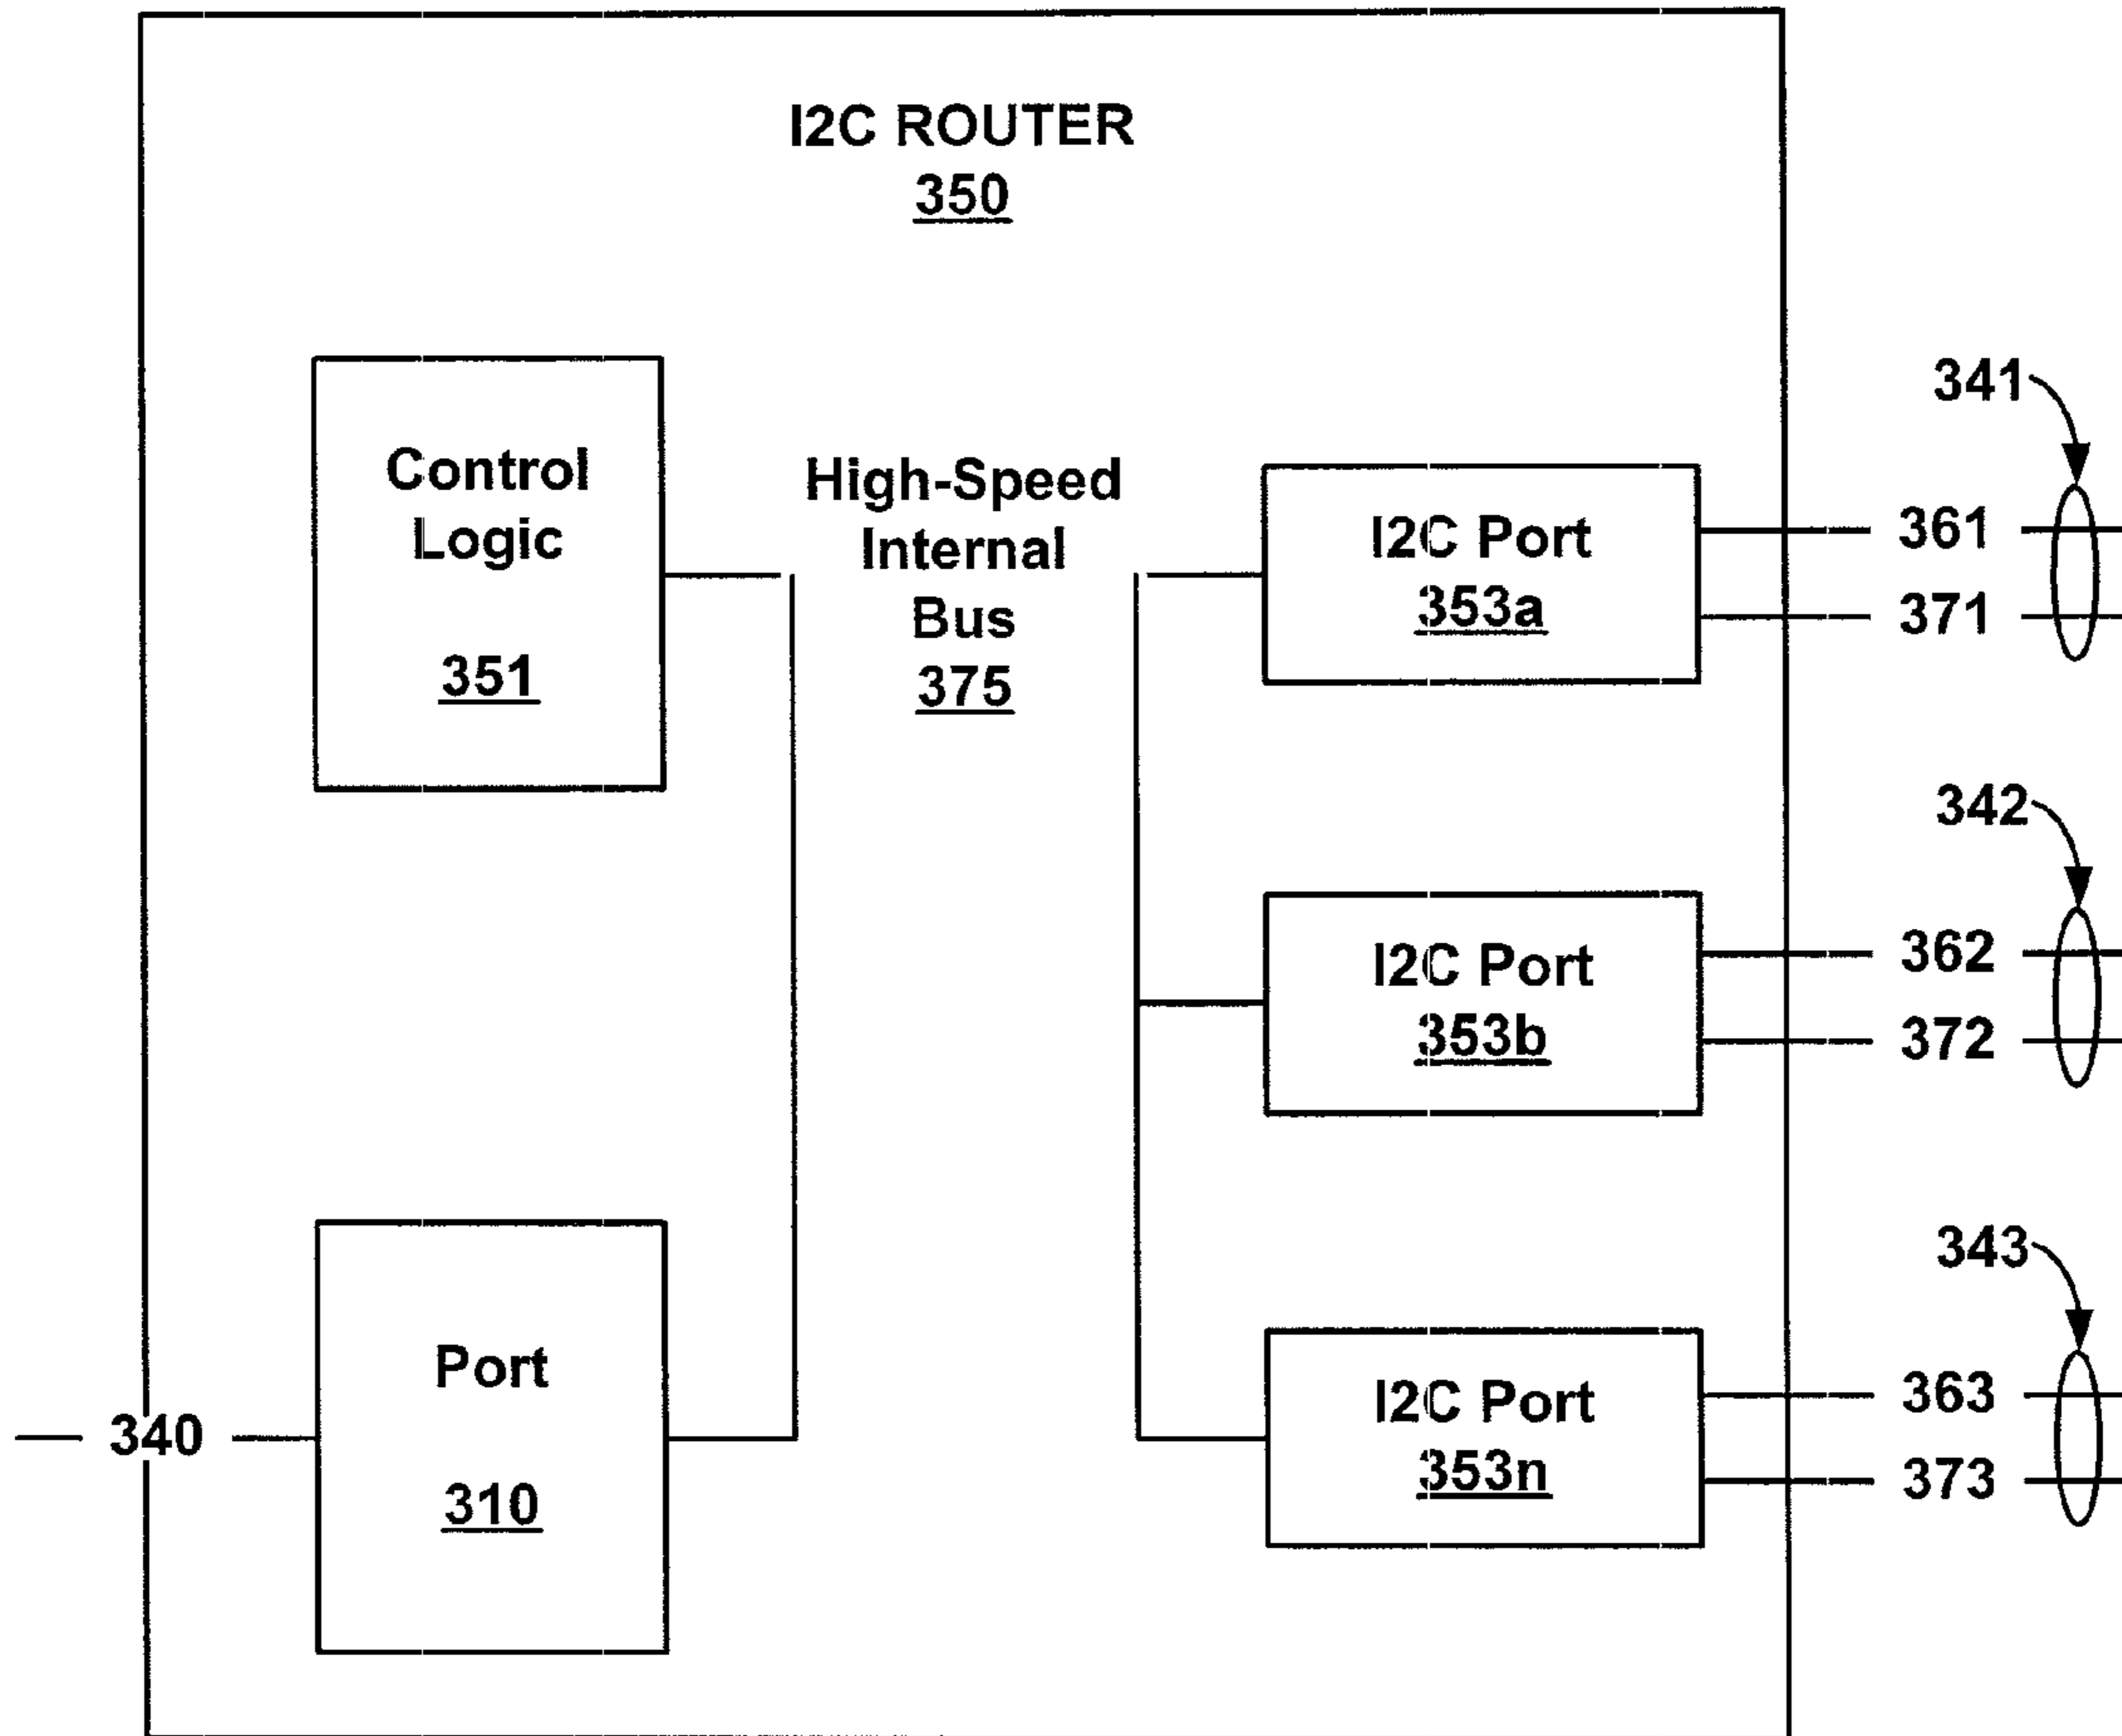 I2C ROUTER
350
Control
Logic
351
High-Speed
Internal
Bus
375
I2C Port
353a
341
361
371
I2C Port
353b
342
362
372
Port
310
340
I2C Port
353n
343
363
373